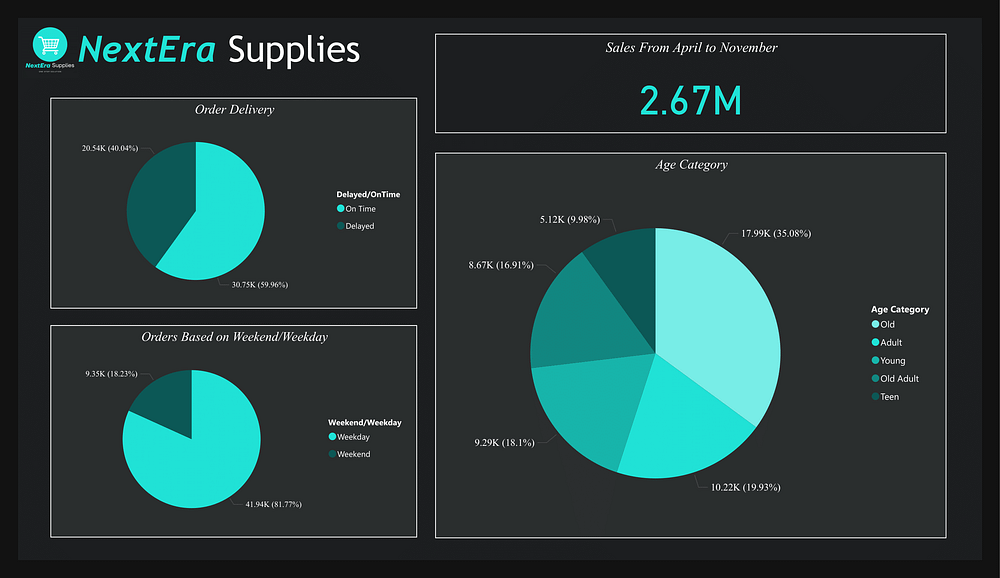 NextEra Supplies
NextEra Supplies
Sales From April to November
2.67M
Order Delivery
20.54K (40.04%)
30.75K (59.96%)
Delayed/OnTime
On Time
Delayed
Orders Based on Weekend/Weekday
9.35K (18.23%)
41.94K (81.77%)
Weekend/Weekday
Weekday
Weekend
Age Category
5.12K (9.98%)
17.99K (35.08%)
8.67K (16.91%)
9.29K (18.1%)
10.22K (19.93%)
Age Category
Old
Adult
Young
Old Adult
Teen